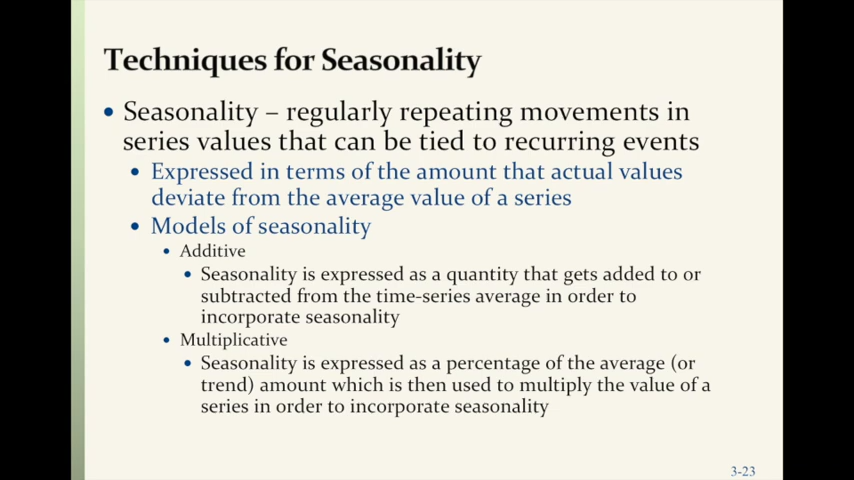 Techniques for Seasonality
• Seasonality – regularly repeating movements in
series values that can be tied to recurring events
• Expressed in terms of the amount that actual values
deviate from the average value of a series
• Models of seasonality
• Additive
• Seasonality is expressed as a quantity that gets added to or
subtracted from the time-series average in order to
incorporate seasonality
• Multiplicative
• Seasonality is expressed as a percentage of the average (or
trend) amount which is then used to multiply the value of a
series in order to incorporate seasonality
3-23